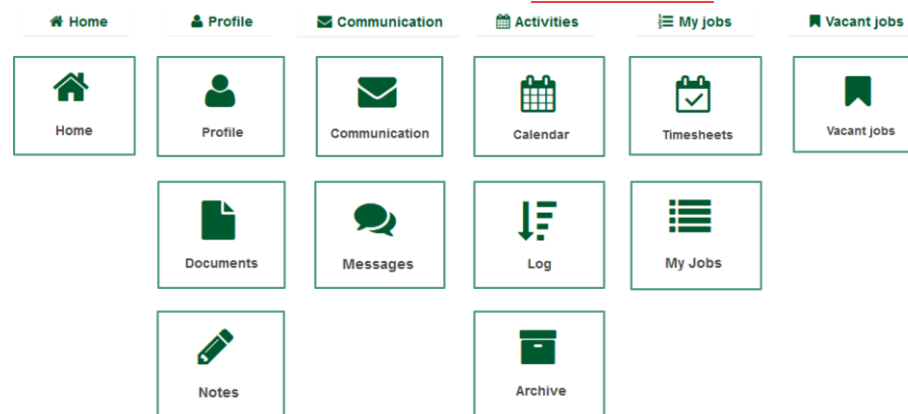 Home Profile Communication Activities My jobs Vacant jobs
Home Profile Communication Calendar Timesheets Vacant jobs
Documents Messages Log My Jobs
Notes Archive